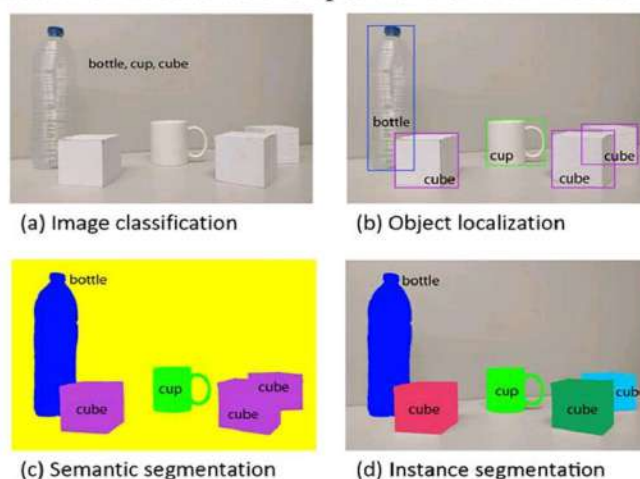 bottle, cup, cube
bottle
cube
cup
cube
cube
(a) Image classification
(b) Object localization
bottle
cube
cup
cube
cube
bottle
cube
cup
cube
cube
(c) Semantic segmentation
(d) Instance segmentation